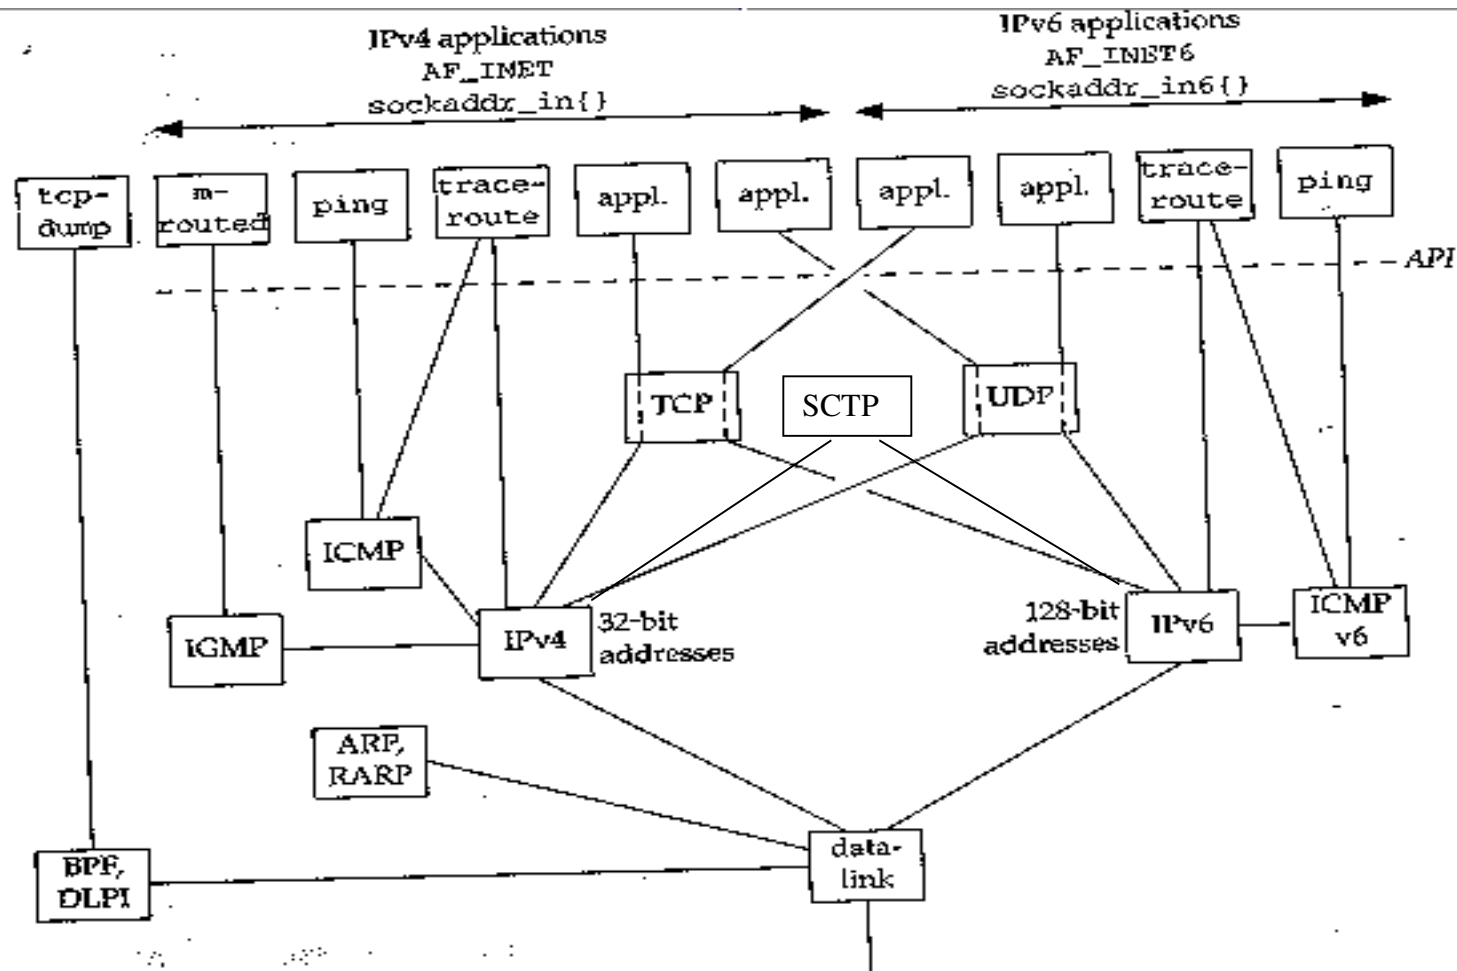 IPv4 applications
AF_INET
sockaddr_in{}
IPv6 applications
AF_INET6
sockaddr_in6{}
tcp-
dump
m-
routed
ping
trace-
route
appl.
appl.
appl.
appl.
trace-
route
ping
API
TCP
SCTP
UDP
ICMP
IGMP
IPv4
32-bit
addresses
128-bit
addresses
IPv6
ICMP
v6
ARP,
RARP
BPF,
DLPI
data-
link